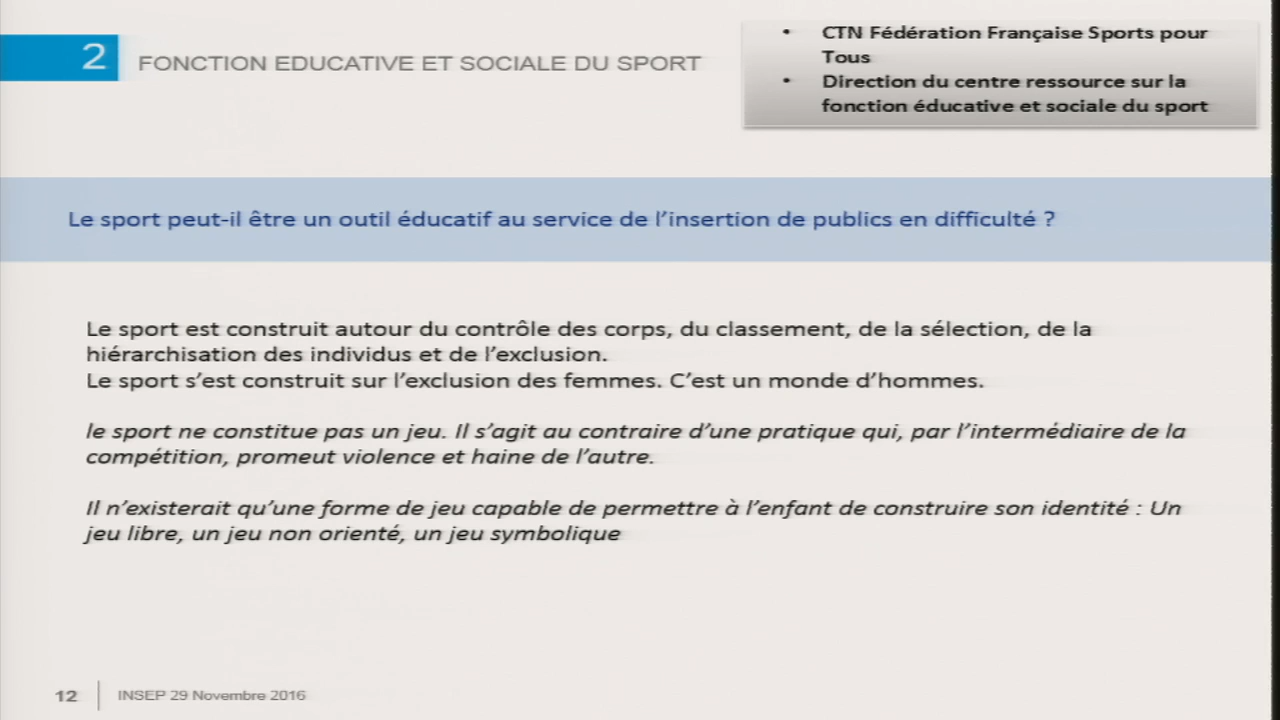 2
FONCTION EDUCATIVE ET SOCIALE DU SPORT
• CTN Fédération Française Sports pour
Tous
• Direction du centre ressource sur la
fonction éducative et sociale du sport
Le sport peut-il être un outil éducatif au service de l’insertion de publics en difficulté ?
Le sport est construit autour du contrôle des corps, du classement, de la sélection, de la
hiérarchisation des individus et de l’exclusion.
Le sport s’est construit sur l’exclusion des femmes. C’est un monde d’hommes.
le sport ne constitue pas un jeu. Il s’agit au contraire d’une pratique qui, par l’intermédiaire de la
compétition, promeut violence et haine de l’autre.
Il n’existerait qu’une forme de jeu capable de permettre à l’enfant de construire son identité : Un
jeu libre, un jeu non orienté, un jeu symbolique
12
INSEP 29 Novembre 2016